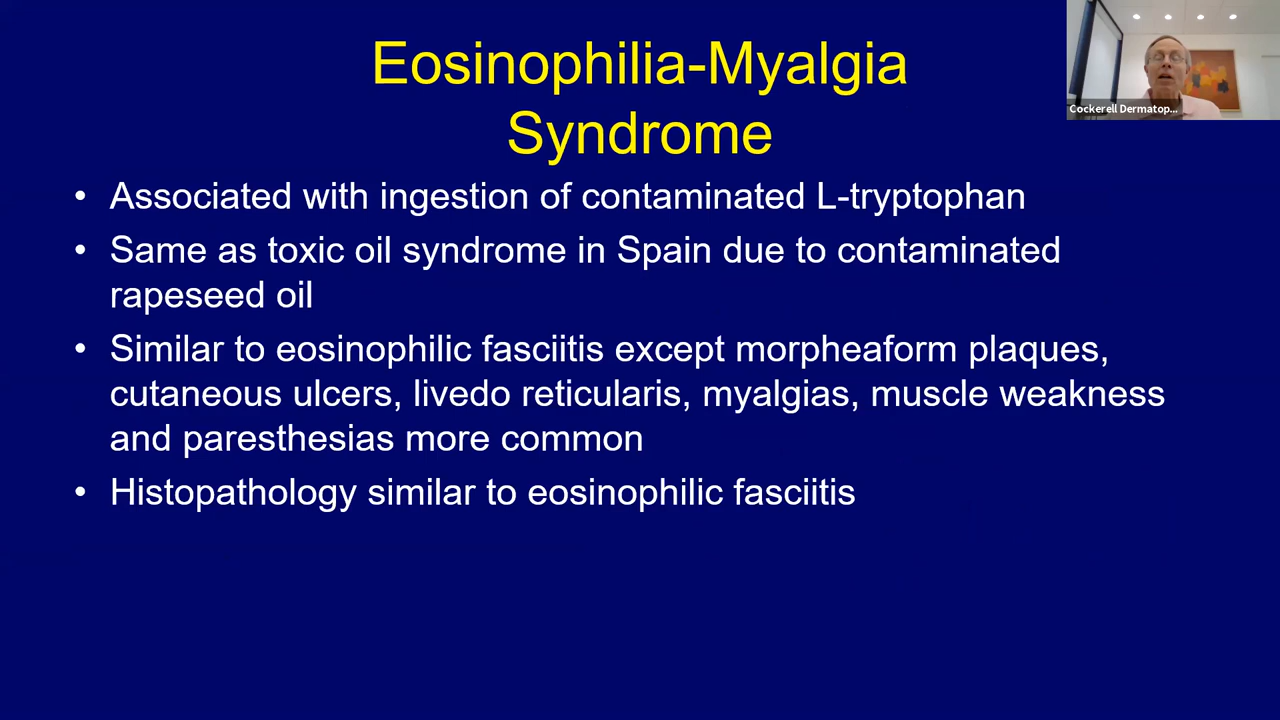 Eosinophilia-Myalgia
Syndrome
Cockerell Dermatop...
• Associated with ingestion of contaminated L-tryptophan
• Same as toxic oil syndrome in Spain due to contaminated
rapeseed oil
• Similar to eosinophilic fasciitis except morpheaform plaques,
cutaneous ulcers, livedo reticularis, myalgias, muscle weakness
and paresthesias more common
• Histopathology similar to eosinophilic fasciitis